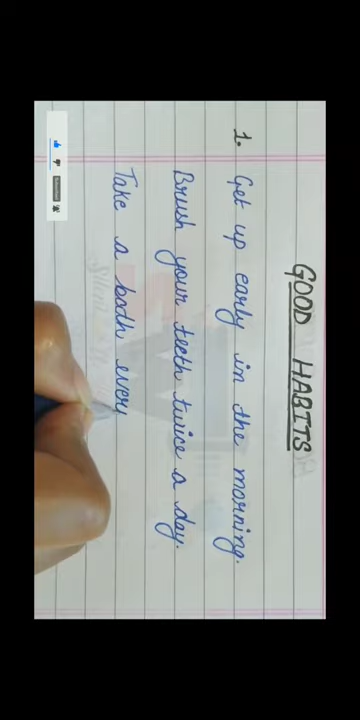 GOOD HABITS
1. Get up early in the morning.
Brush your teeth twice a day.
Take a bath every